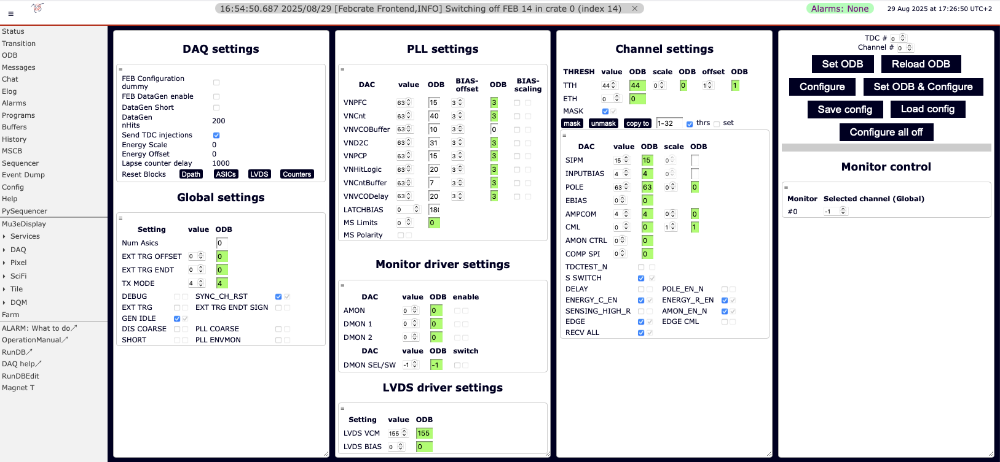 ≡
16:54:50.687 2025/08/29 [Febcrate Frontend,INFO] Switching off FEB 14 in crate 0 (index 14) ×
Alarms: None
29 Aug 2025 at 17:26:50 UTC+2
Status
Transition
ODB
Messages
Chat
Elog
Alarms
Programs
Buffers
History
MSCB
Sequencer
Event Dump
Config
Help
PySequencer
Mu3eDisplay
Services
DAQ
Pixel
SciFi
Tile
DQM
Farm
ALARM: What to do↗
OperationManual↗
RunDB↗
DAQ help↗
RunDBEdit
Magnet T
DAQ settings
≡
FEB Configuration
dummy
FEB DataGen enable
DataGen Short
DataGen
nHits 200
Send TDC injections
Energy Scale 0
Energy Offset 0
Lapse counter delay 1000
Reset Blocks Dpath ASICs LVDS Counters
Global settings
≡
Setting value ODB
Num Asics 0
EXT TRG OFFSET 0 0
EXT TRG ENDT 0 0
TX MODE 4 4
DEBUG SYNC_CH_RST
EXT TRG EXT TRG ENDT SIGN
GEN IDLE
DIS COARSE PLL COARSE
SHORT PLL ENVMON
PLL settings
≡
DAC value ODB BIAS-offset ODB BIAS-scaling
VNPFC 63 15 3 3
VNCnt 63 40 3 3
VNVCOBuffer 63 10 3 0
VND2C 63 31 3 3
VNPCP 63 15 3 3
VNHitLogic 63 20 3 3
VNCntBuffer 63 7 3 3
VNVCODelay 63 20 3 3
LATCHBIAS 0 180
MS Limits 0 0
MS Polarity
Monitor driver settings
≡
DAC value ODB enable
AMON 0 0
DMON 1 0 0
DMON 2 0 0
DAC value ODB switch
DMON SEL/SW -1 -1
LVDS driver settings
≡
Setting value ODB
LVDS VCM 155 155
LVDS BIAS 0 0
Channel settings
THRESH value ODB scale ODB offset ODB
TTH 44 44 0 0 1 1
ETH 0 0
MASK
mask unmask copy to 1-32 thrs set
≡
DAC value ODB scale ODB
SIPM 15 15 0
INPUTBIAS 4 4 0
POLE 63 63 0 0
EBIAS 0 0
AMPCOM 4 4 0 0
CML 0 0 1 1
AMON CTRL 0 0
COMP SPI 0 0
TDCTEST_N
S SWITCH
DELAY POLE_EN_N
ENERGY_C_EN ENERGY_R_EN
SENSING_HIGH_R AMON_EN_N
EDGE EDGE CML
RECV ALL
TDC # 0
Channel # 0
Set ODB Reload ODB
Configure Set ODB & Configure
Save config Load config
Configure all off
Monitor control
≡
Monitor Selected channel (Global)
#0 -1